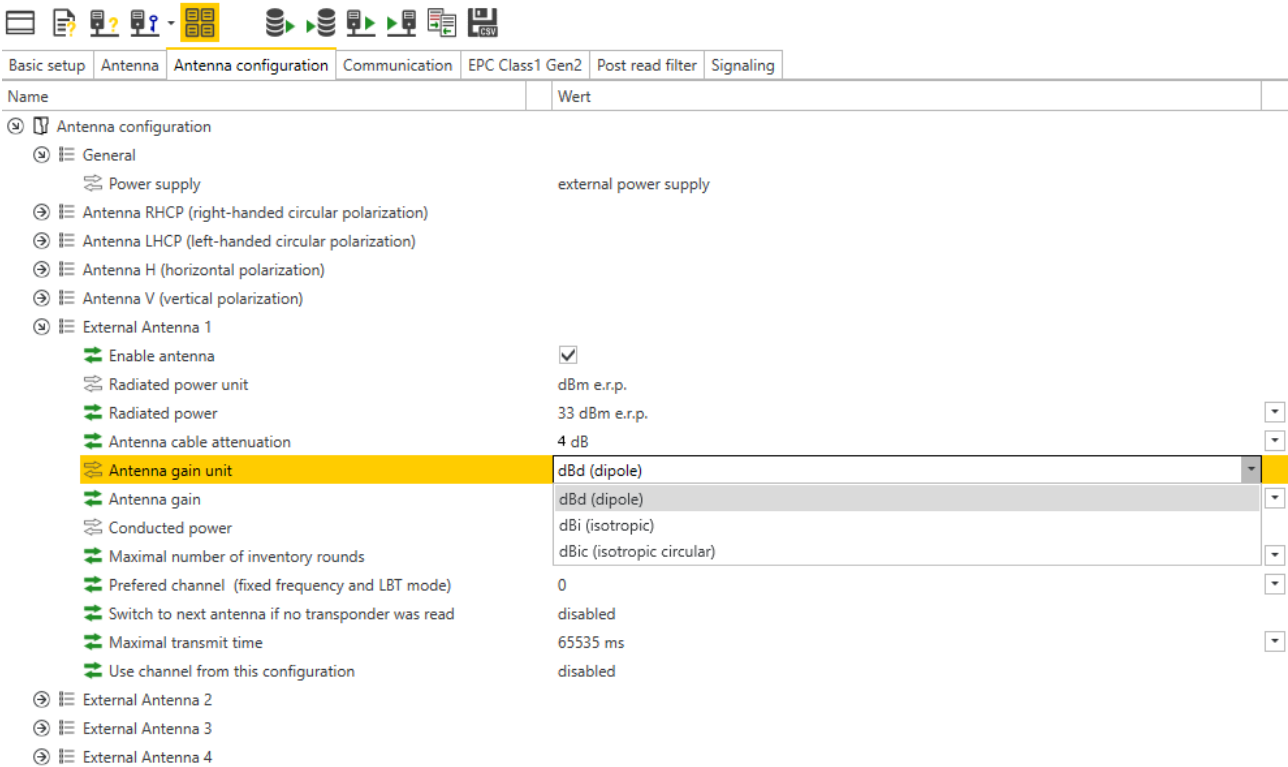 CSV
Basic setup Antenna Antenna configuration Communication EPC Class1 Gen2 Post read filter Signaling
Name Wert
Antenna configuration
General
Power supply external power supply
Antenna RHCP (right-handed circular polarization)
Antenna LHCP (left-handed circular polarization)
Antenna H (horizontal polarization)
Antenna V (vertical polarization)
External Antenna 1
Enable antenna
Radiated power unit dBm e.r.p.
Radiated power 33 dBm e.r.p.
Antenna cable attenuation 4 dB
Antenna gain unit dBd (dipole)
Antenna gain dBd (dipole)
Conducted power dBi (isotropic)
Maximal number of inventory rounds dBic (isotropic circular)
Prefered channel (fixed frequency and LBT mode) 0
Switch to next antenna if no transponder was read disabled
Maximal transmit time 65535 ms
Use channel from this configuration disabled
External Antenna 2
External Antenna 3
External Antenna 4